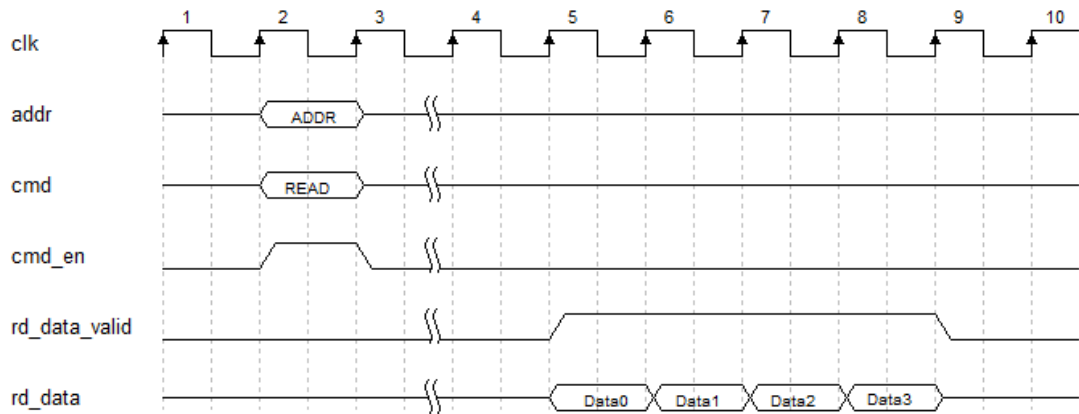 1 2 3 4 5 6 7 8 9 10
clk
addr ADDR
cmd READ
cmd_en
rd_data_valid
rd_data Data0 Data1 Data2 Data3